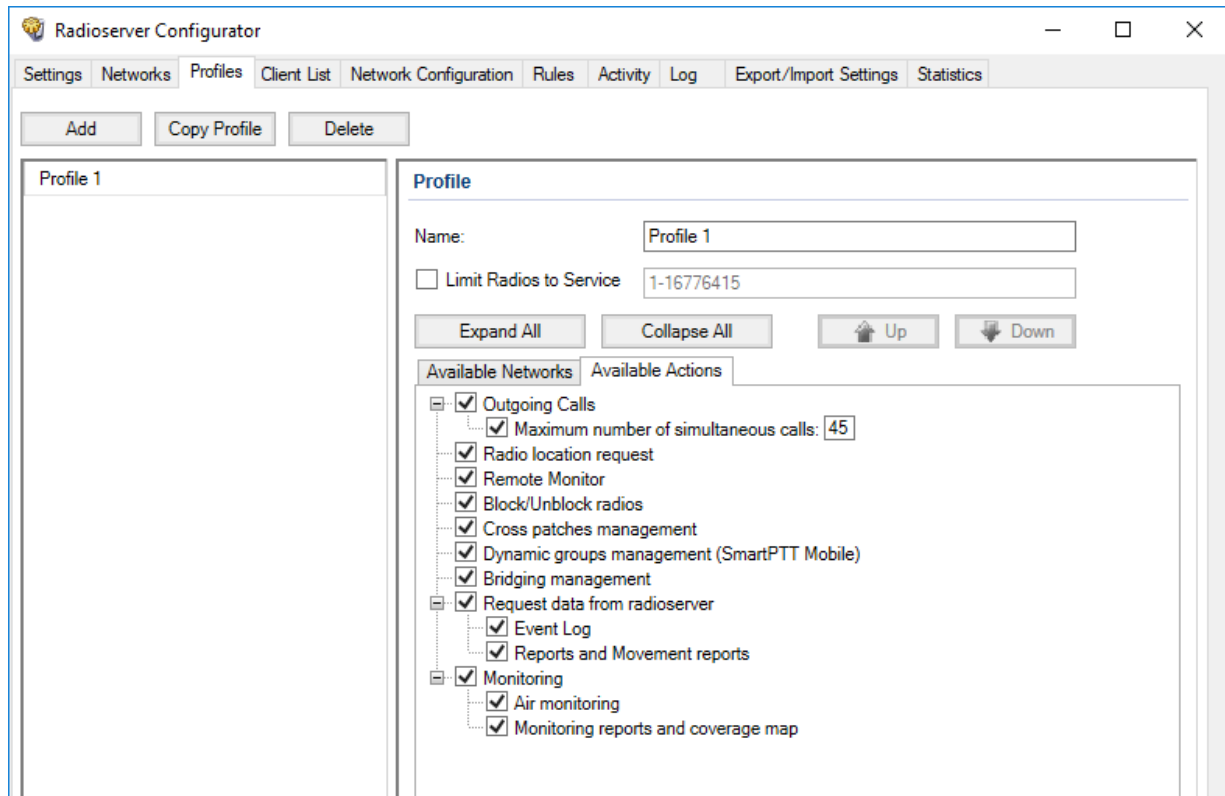 Radioserver Configurator
Settings Networks Profiles Client List Network Configuration Rules Activity Log Export/Import Settings Statistics
Add Copy Profile Delete
Profile 1
Profile
Name: Profile 1
Limit Radios to Service 1-16776415
Expand All Collapse All Up Down
Available Networks Available Actions
Outgoing Calls
Maximum number of simultaneous calls: 45
Radio location request
Remote Monitor
Block/Unblock radios
Cross patches management
Dynamic groups management (SmartPTT Mobile)
Bridging management
Request data from radioserver
Event Log
Reports and Movement reports
Monitoring
Air monitoring
Monitoring reports and coverage map